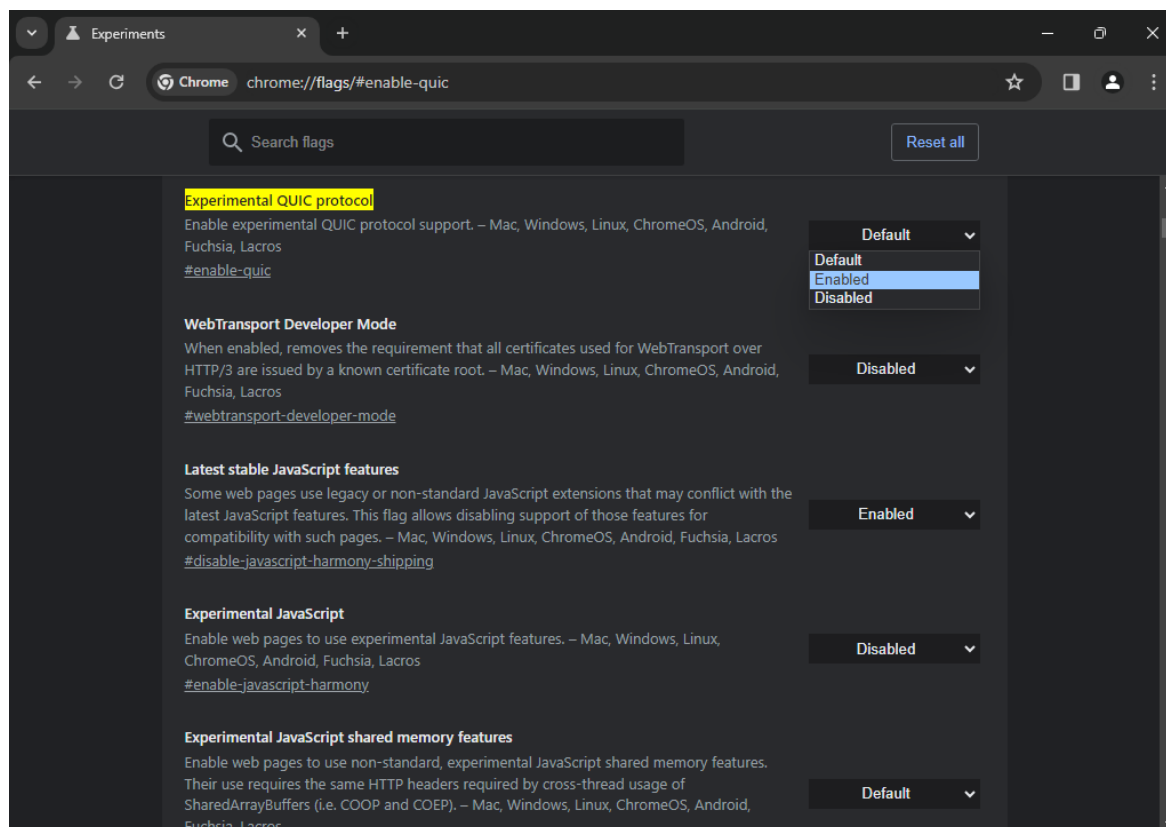 Experiments
Chrome chrome://flags/#enable-quic
Search flags
Reset all
Experimental QUIC protocol
Enable experimental QUIC protocol support. – Mac, Windows, Linux, ChromeOS, Android,
Fuchsia, Lacros
#enable-quic
Default
Default
Enabled
Disabled
WebTransport Developer Mode
When enabled, removes the requirement that all certificates used for WebTransport over
HTTP/3 are issued by a known certificate root. – Mac, Windows, Linux, ChromeOS, Android,
Fuchsia, Lacros
#webtransport-developer-mode
Disabled
Latest stable JavaScript features
Some web pages use legacy or non-standard JavaScript extensions that may conflict with the
latest JavaScript features. This flag allows disabling support of those features for
compatibility with such pages. – Mac, Windows, Linux, ChromeOS, Android, Fuchsia, Lacros
#disable-javascript-harmony-shipping
Enabled
Experimental JavaScript
Enable web pages to use experimental JavaScript features. – Mac, Windows, Linux,
ChromeOS, Android, Fuchsia, Lacros
#enable-javascript-harmony
Disabled
Experimental JavaScript shared memory features
Enable web pages to use non-standard, experimental JavaScript shared memory features.
Their use requires the same HTTP headers required by cross-thread usage of
SharedArrayBuffers (i.e. COOP and COEP). – Mac, Windows, Linux, ChromeOS, Android,
Fuchsia, Lacros
Default